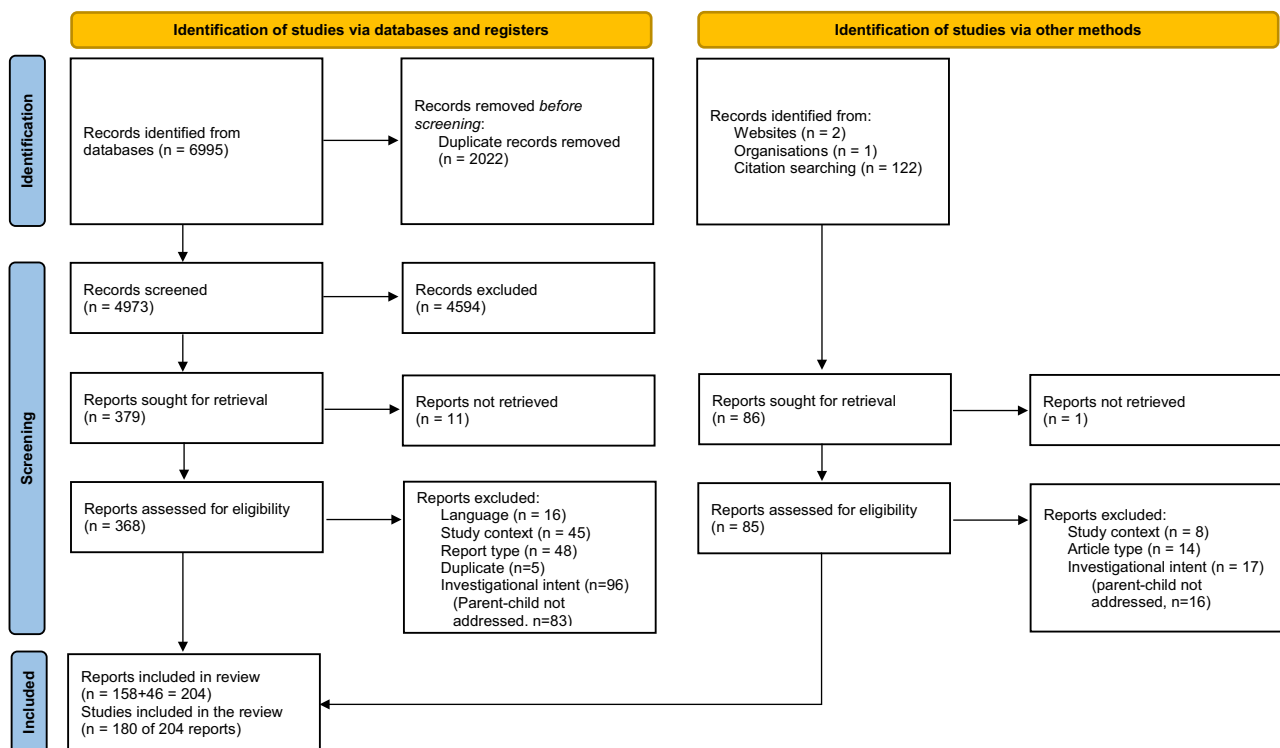 Identification of studies via databases and registers
Identification of studies via other methods
Identification
Records identified from
databases (n = 6995)
Records removed before
screening:
Duplicate records removed
(n = 2022)
Records identified from:
Websites (n = 2)
Organisations (n = 1)
Citation searching (n = 122)
Screening
Records screened
(n = 4973)
Records excluded
(n = 4594)
Reports sought for retrieval
(n = 379)
Reports not retrieved
(n = 11)
Reports sought for retrieval
(n = 86)
Reports not retrieved
(n = 1)
Reports assessed for eligibility
(n = 368)
Reports excluded:
Language (n = 16)
Study context (n = 45)
Report type (n = 48)
Duplicate (n=5)
Investigational intent (n=96)
(Parent-child not
addressed. n=83)
Reports assessed for eligibility
(n = 85)
Reports excluded:
Study context (n = 8)
Article type (n = 14)
Investigational intent (n = 17)
(parent-child not
addressed, n=16)
Included
Reports included in review
(n = 158+46 = 204)
Studies included in the review
(n = 180 of 204 reports)